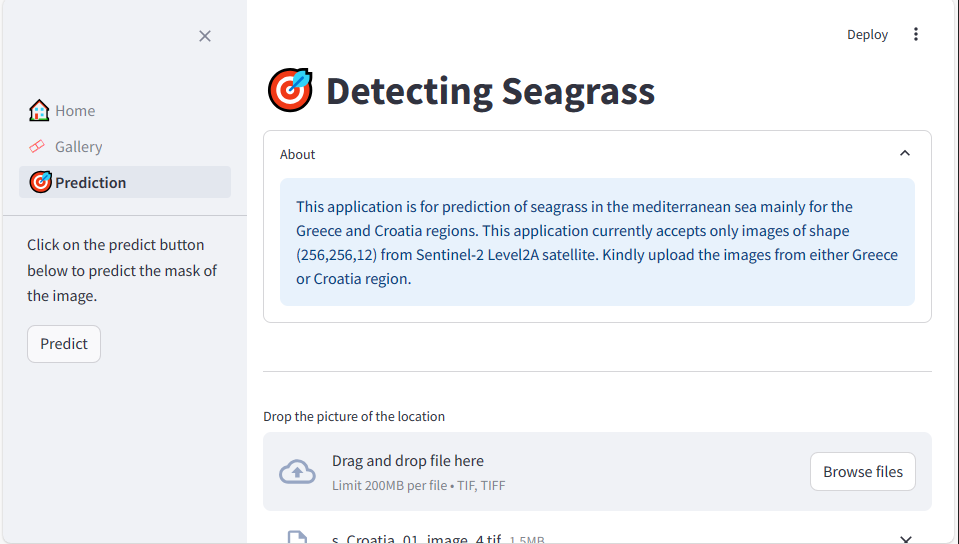 Deploy
Home
Gallery
Prediction
Click on the predict button
below to predict the mask of
the image.
Predict
Detecting Seagrass
About
This application is for prediction of seagrass in the mediterranean sea mainly for the
Greece and Croatia regions. This application currently accepts only images of shape
(256,256,12) from Sentinel-2 Level2A satellite. Kindly upload the images from either Greece
or Croatia region.
Drop the picture of the location
Drag and drop file here
Limit 200MB per file • TIF, TIFF
Browse files
s_Croatia_01_image_4.tif 1.5MB